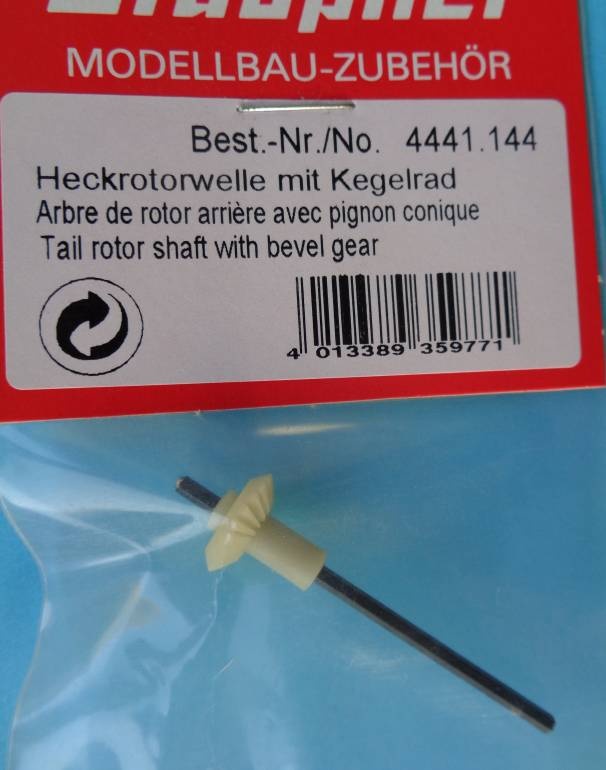 Graupner
MODELLBAU-ZUBEHÖR
Best.-Nr./No. 4441.144
Heckrotorwelle mit Kegelrad
Arbre de rotor arrière avec pignon conique
Tail rotor shaft with bevel gear
4 013389 359771